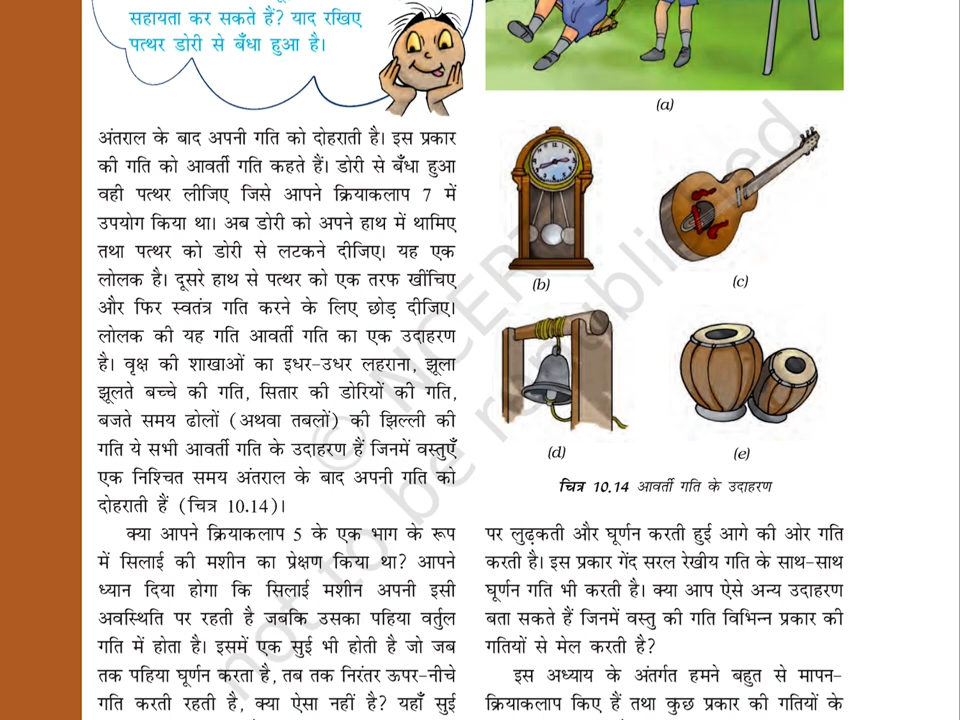 सहायता कर सकते हैं? याद रखिए
पत्थर डोरी से बँधा हुआ है।
अंतराल के बाद अपनी गति को दोहराती है। इस प्रकार
की गति को आवर्ती गति कहते हैं। डोरी से बँधा हुआ
वही पत्थर लीजिए जिसे आपने क्रियाकलाप 7 में
उपयोग किया था। अब डोरी को अपने हाथ में थामिए
तथा पत्थर को डोरी से लटकने दीजिए। यह एक
लोलक है। दूसरे हाथ से पत्थर को एक तरफ खींचिए
और फिर स्वतंत्र गति करने के लिए छोड़ दीजिए।
लोलक की यह गति आवर्ती गति का एक उदाहरण
है। वृक्ष की शाखाओं का इधर-उधर लहराना, झूला
झूलते बच्चे की गति, सितार की डोरियों की गति,
बजते समय ढोलों (अथवा तबलों) की झिल्ली की
गति ये सभी आवर्ती गति के उदाहरण हैं जिनमें वस्तुएँ
एक निश्चित समय अंतराल के बाद अपनी गति को
दोहराती हैं (चित्र 10.14)।
क्या आपने क्रियाकलाप 5 के एक भाग के रूप
में सिलाई की मशीन का प्रेक्षण किया था? आपने
ध्यान दिया होगा कि सिलाई मशीन अपनी इसी
अवस्थिति पर रहती है जबकि उसका पहिया वर्तुल
गति में होता है। इसमें एक सुई भी होती है जो जब
तक पहिया घूर्णन करता है, तब तक निरंतर ऊपर-नीचे
गति करती रहती है, क्या ऐसा नहीं है? यहाँ सुई
(a)
(b)
(c)
(d)
(e)
चित्र 10.14 आवर्ती गति के उदाहरण
पर लुढ़कती और घूर्णन करती हुई आगे की ओर गति
करती है। इस प्रकार गेंद सरल रेखीय गति के साथ-साथ
घूर्णन गति भी करती है। क्या आप ऐसे अन्य उदाहरण
बता सकते हैं जिनमें वस्तु की गति विभिन्न प्रकार की
गतियों से मेल करती है?
इस अध्याय के अंतर्गत हमने बहुत से मापन-
क्रियाकलाप किए हैं तथा कुछ प्रकार की गतियों के
© NCERT
not to be republished